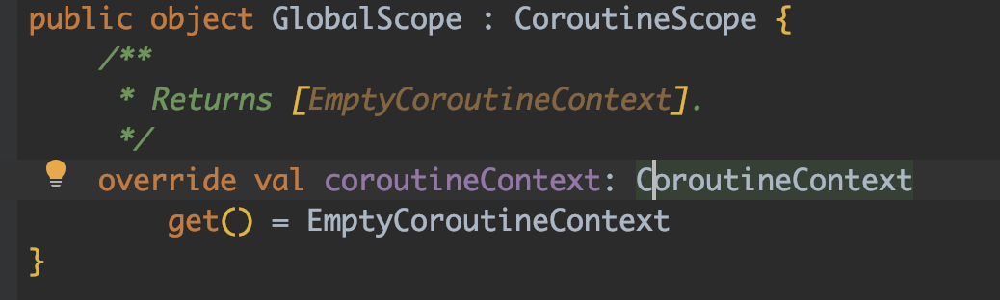 public object GlobalScope : CoroutineScope {
/**
* Returns [EmptyCoroutineContext].
*/
override val coroutineContext: CoroutineContext
get() = EmptyCoroutineContext
}